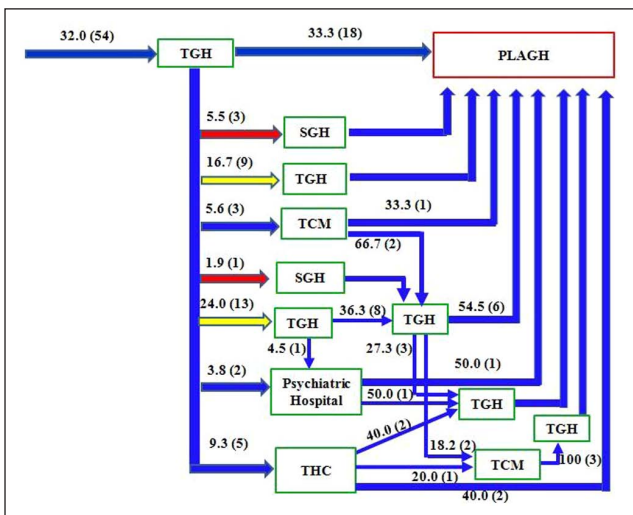 32.0 (54)
TGH
33.3 (18)
PLAGH
5.5 (3)
SGH
16.7 (9)
TGH
5.6 (3)
TCM
33.3 (1)
66.7 (2)
1.9 (1)
SGH
24.0 (13)
TGH
36.3 (8)
TGH
54.5 (6)
4.5 (1)
27.3 (3)
3.8 (2)
Psychiatric
Hospital
50.0 (1)
50.0 (1)
TGH
40.0 (2)
TGH
9.3 (5)
THC
18.2 (2)
TCM
100 (3)
20.0 (1)
40.0 (2)